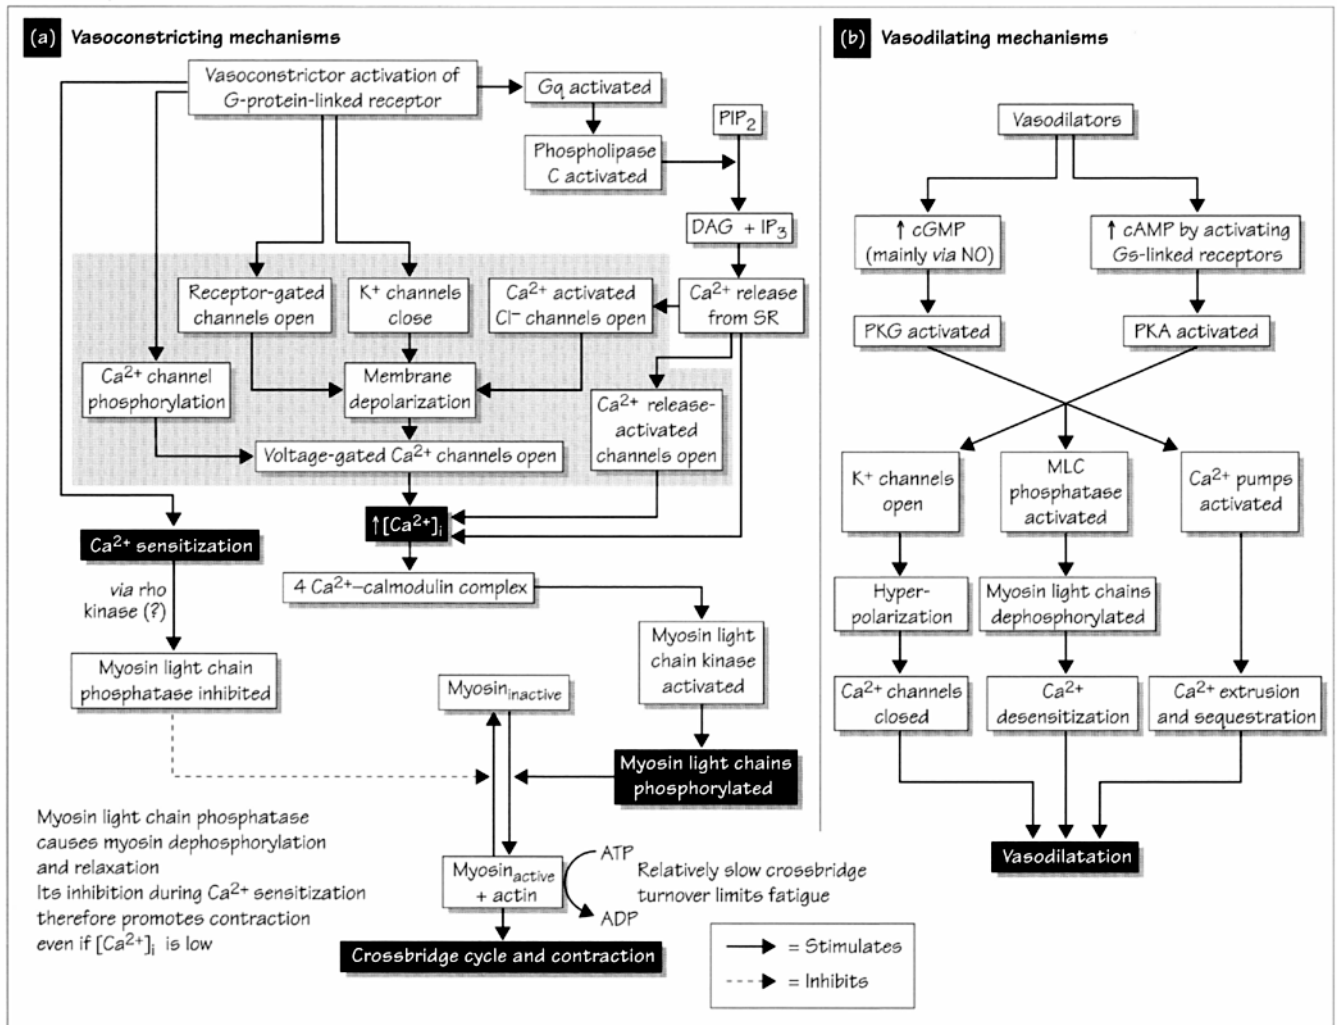 (a) Vasoconstricting mechanisms
Vasoconstrictor activation of
G-protein-linked receptor
Gq activated
PIP₂
Phospholipase
C activated
DAG + IP₃
Receptor-gated
channels open
K⁺ channels
close
Ca²⁺ activated
Cl⁻ channels open
Ca²⁺ release
from SR
Ca²⁺ channel
phosphorylation
Membrane
depolarization
Ca²⁺ release-
activated
channels open
Voltage-gated Ca²⁺ channels open
↑[Ca²⁺]ᵢ
Ca²⁺ sensitization
4 Ca²⁺–calmodulin complex
via rho
kinase (?)
Myosin light
chain kinase
activated
Myosin light chain
phosphatase inhibited
Myosin inactive
Myosin light chains
phosphorylated
Myosin light chain phosphatase
causes myosin dephosphorylation
and relaxation
Its inhibition during Ca²⁺ sensitization
therefore promotes contraction
even if [Ca²⁺]ᵢ is low
Myosin active
+ actin
ATP
ADP
Relatively slow crossbridge
turnover limits fatigue
Crossbridge cycle and contraction
= Stimulates
= Inhibits
(b) Vasodilating mechanisms
Vasodilators
↑ cGMP
(mainly via NO)
↑ cAMP by activating
Gs-linked receptors
PKG activated
PKA activated
K⁺ channels
open
MLC
phosphatase
activated
Ca²⁺ pumps
activated
Hyper-
polarization
Myosin light chains
dephosphorylated
Ca²⁺ channels
closed
Ca²⁺
desensitization
Ca²⁺ extrusion
and sequestration
Vasodilatation